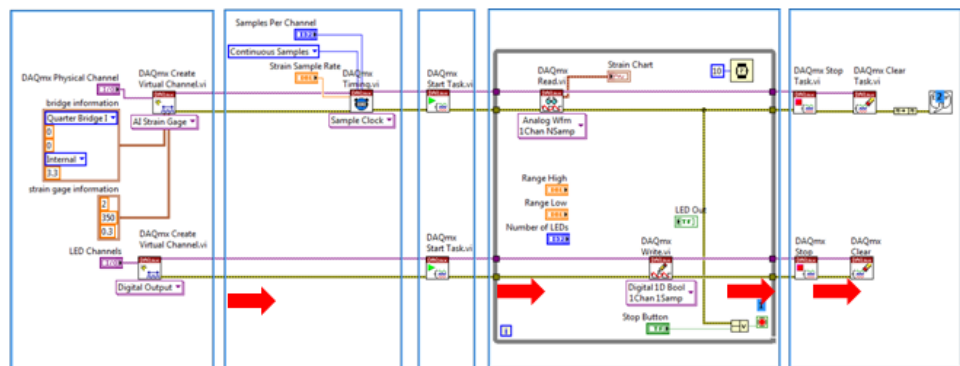 DAQmx Physical Channel
I/O
DAQmx Create
Virtual Channel.vi
AI Strain Gage
bridge information
Quarter Bridge I
0
0
Internal
3.3
strain gage information
2
350
0.3
DAQmx Create
Virtual Channel.vi
LED Channels
I/O
Digital Output
Samples Per Channel
Continuous Samples
Strain Sample Rate
DAQmx
Timing.vi
Sample Clock
DAQmx
Start Task.vi
DAQmx
Start Task.vi
DAQmx
Read.vi
Strain Chart
10
Analog Wfm
1Chan NSamp
Range High
Range Low
Number of LEDs
LED Out
TF
DAQmx
Write.vi
Digital 1D Bool
1Chan 1Samp
Stop Button
TF
i
DAQmx Stop
Task.vi
DAQmx Clear
Task.vi
DAQmx
Stop
DAQmx
Clear